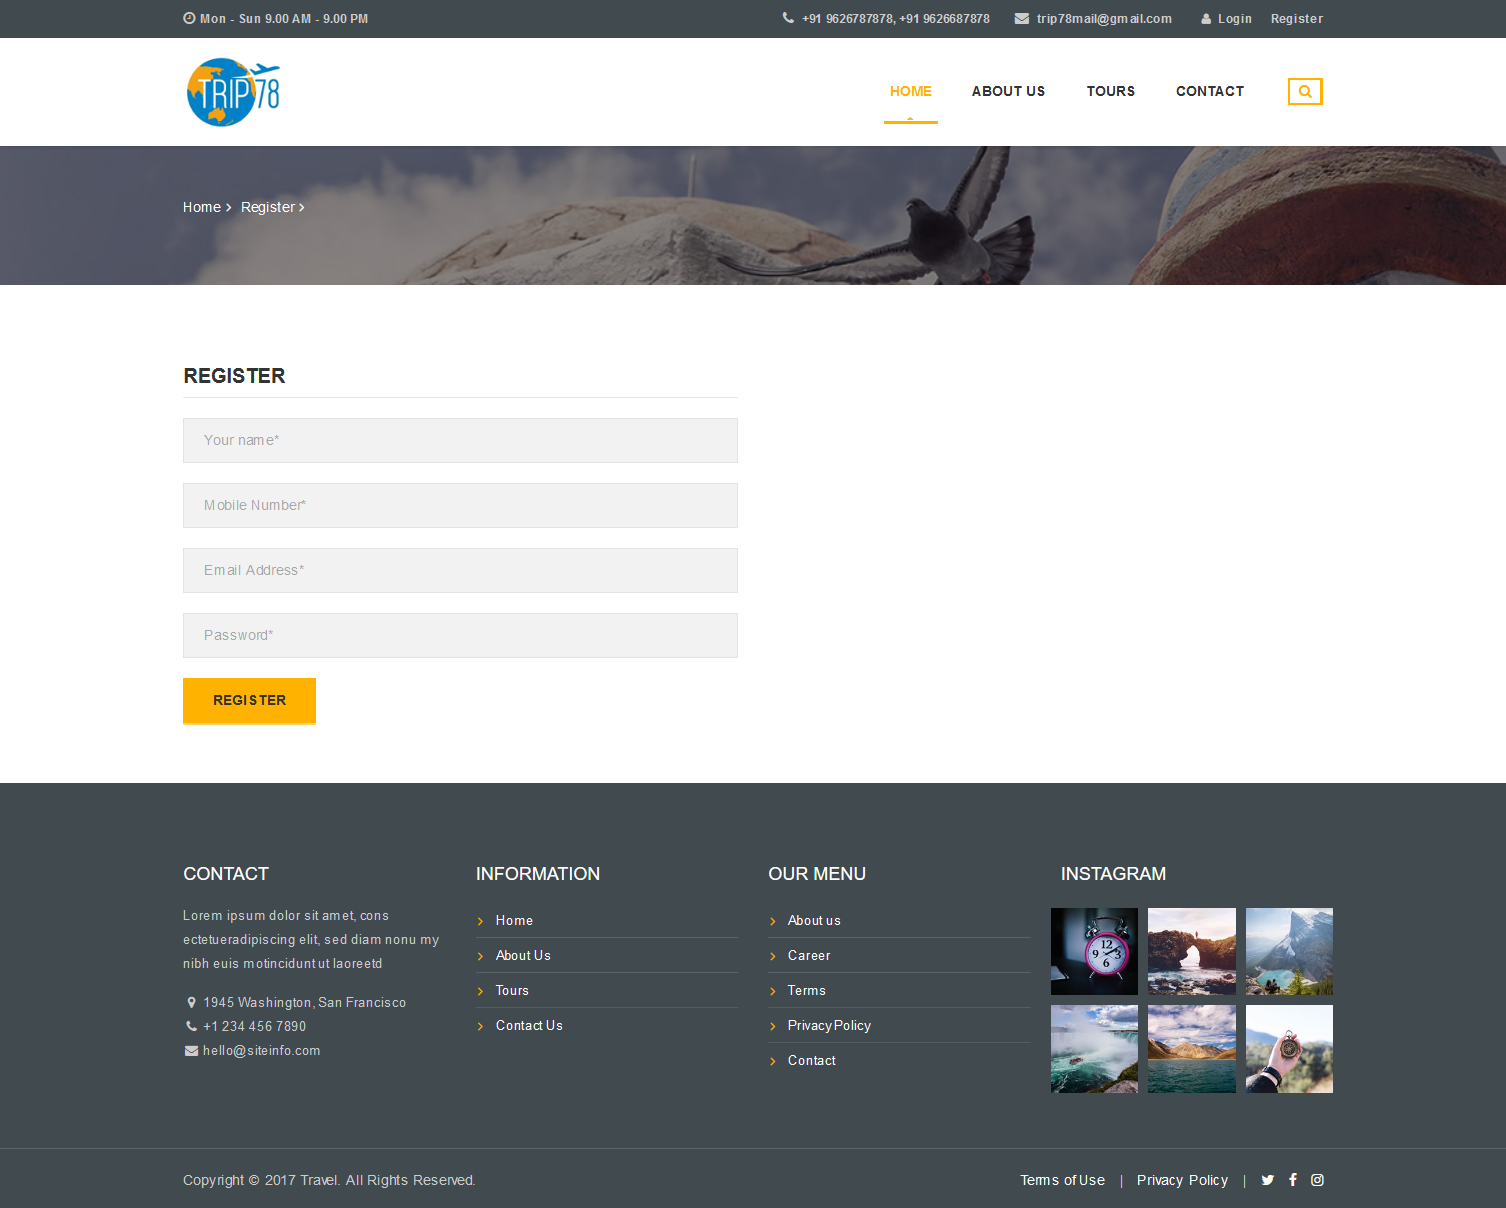 Mon - Sun 9.00 AM - 9.00 PM
+91 9626787878, +91 9626687878
trip78mail@gmail.com
Login
Register
TRIP78
HOME
ABOUT US
TOURS
CONTACT
Home
Register
REGISTER
Your name*
Mobile Number*
Email Address*
Password*
REGISTER
CONTACT
Lorem ipsum dolor sit amet, cons
ectetueradipiscing elit, sed diam nonu my
nibh euis motincidunt ut laoreetd
1945 Washington, San Francisco
+1 234 456 7890
hello@siteinfo.com
INFORMATION
Home
About Us
Tours
Contact Us
OUR MENU
About us
Career
Terms
Privacy Policy
Contact
INSTAGRAM
12
9 3
6
Copyright © 2017 Travel. All Rights Reserved.
Terms of Use | Privacy Policy |